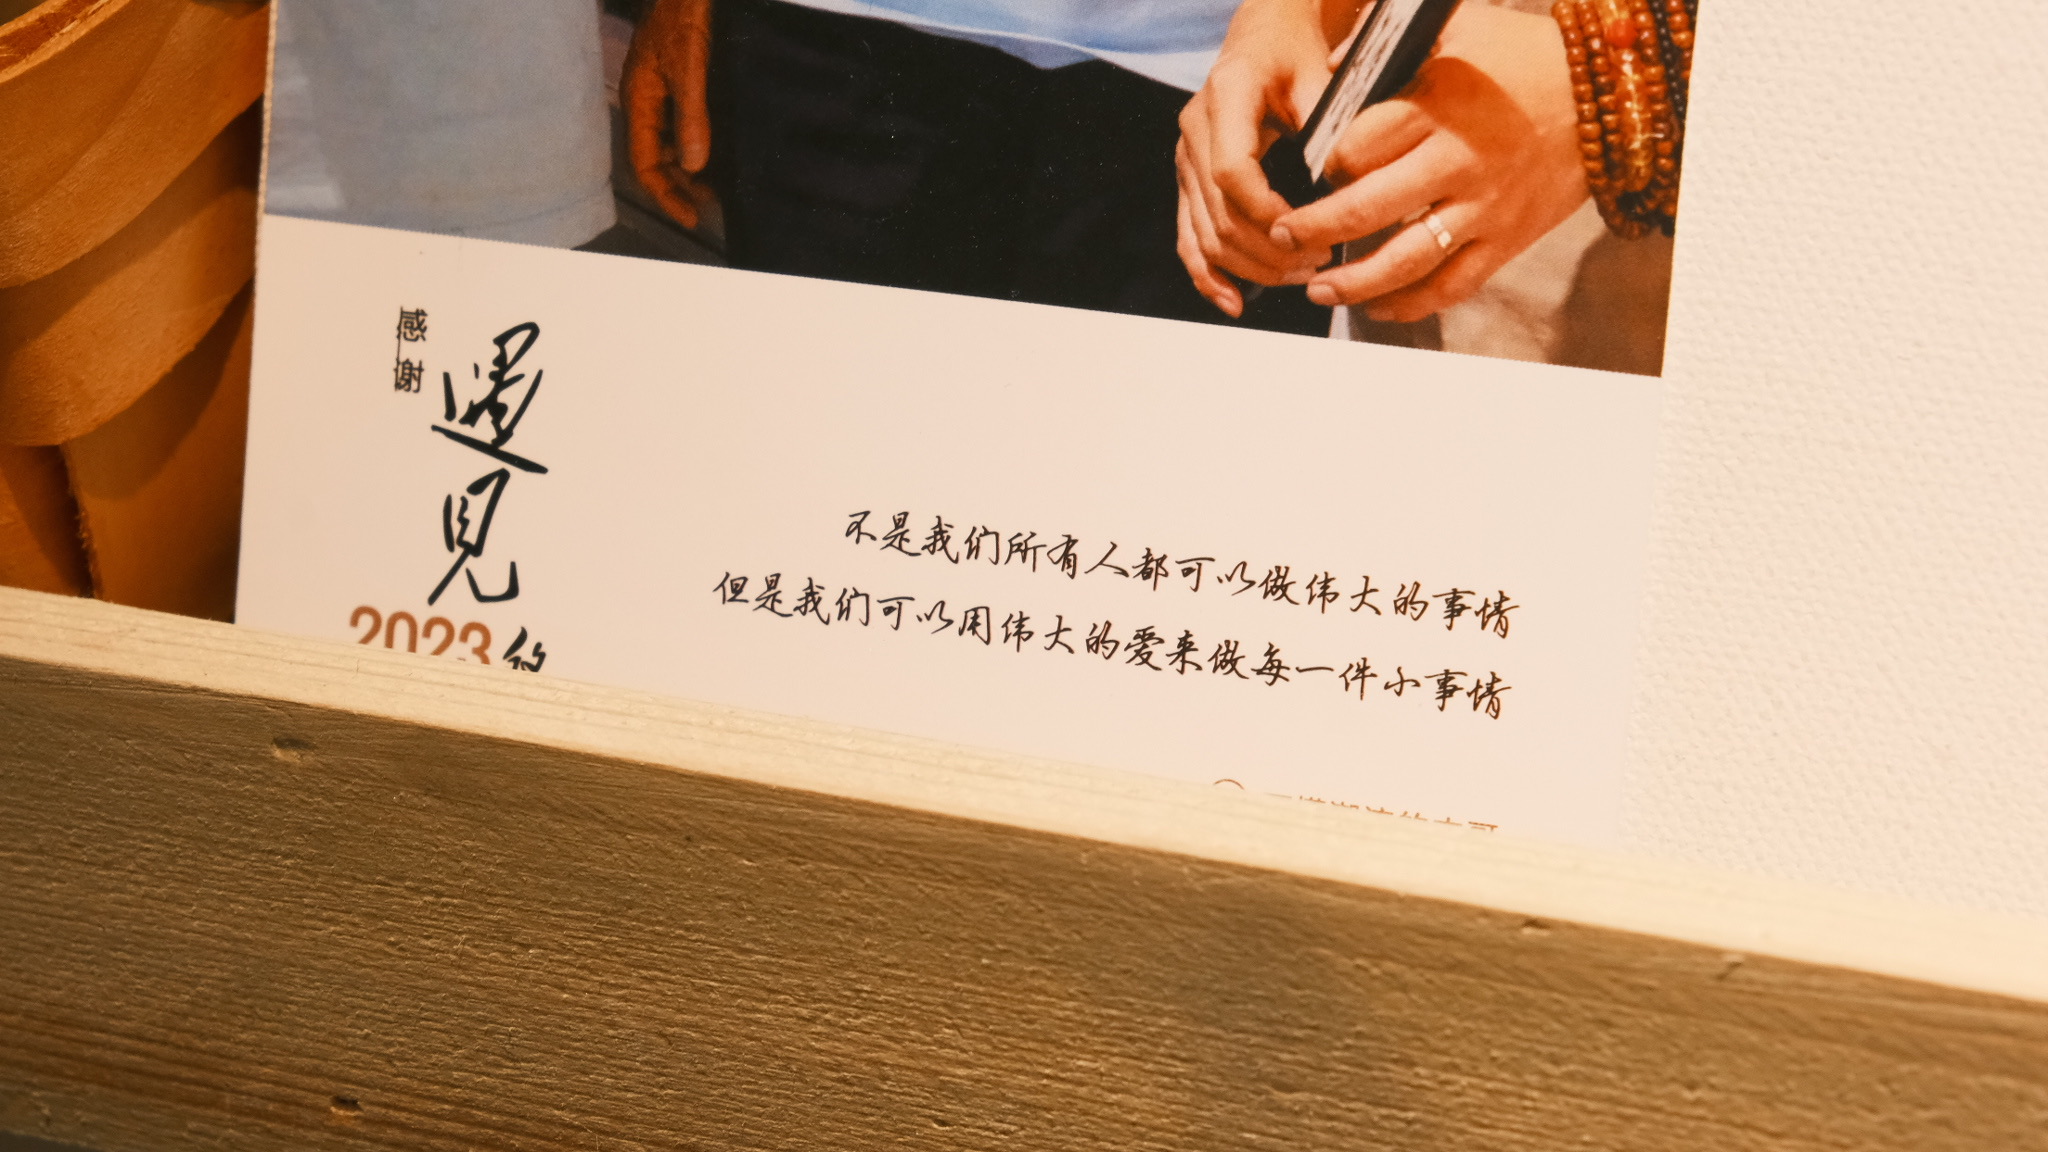 感谢
遇見
2023
不是我们所有人都可以做伟大的事情
但是我们可以用伟大的爱来做每一件小事情